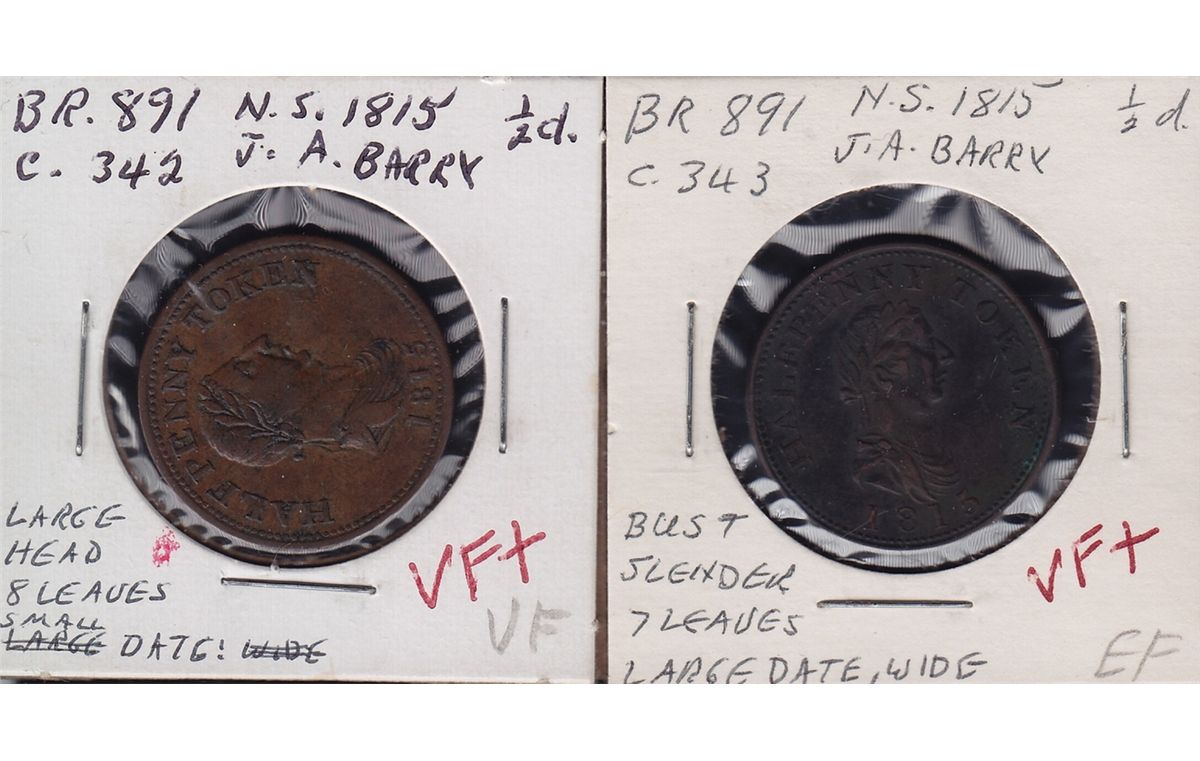 BR. 891 N.S. 1815 ½d.
C. 342 J. A. BARRY
HALFPENNY TOKEN
1815
LARGE
HEAD
8 LEAVES
SMALL
LARGE DATE! WIDE
VF+
VF
BR 891 N.S. 1815 ½d.
C. 343 J.A. BARRY
HALFPENNY TOKEN
1815
BUST
SLENDER
7 LEAVES
LARGE DATE, WIDE
VF+
EF